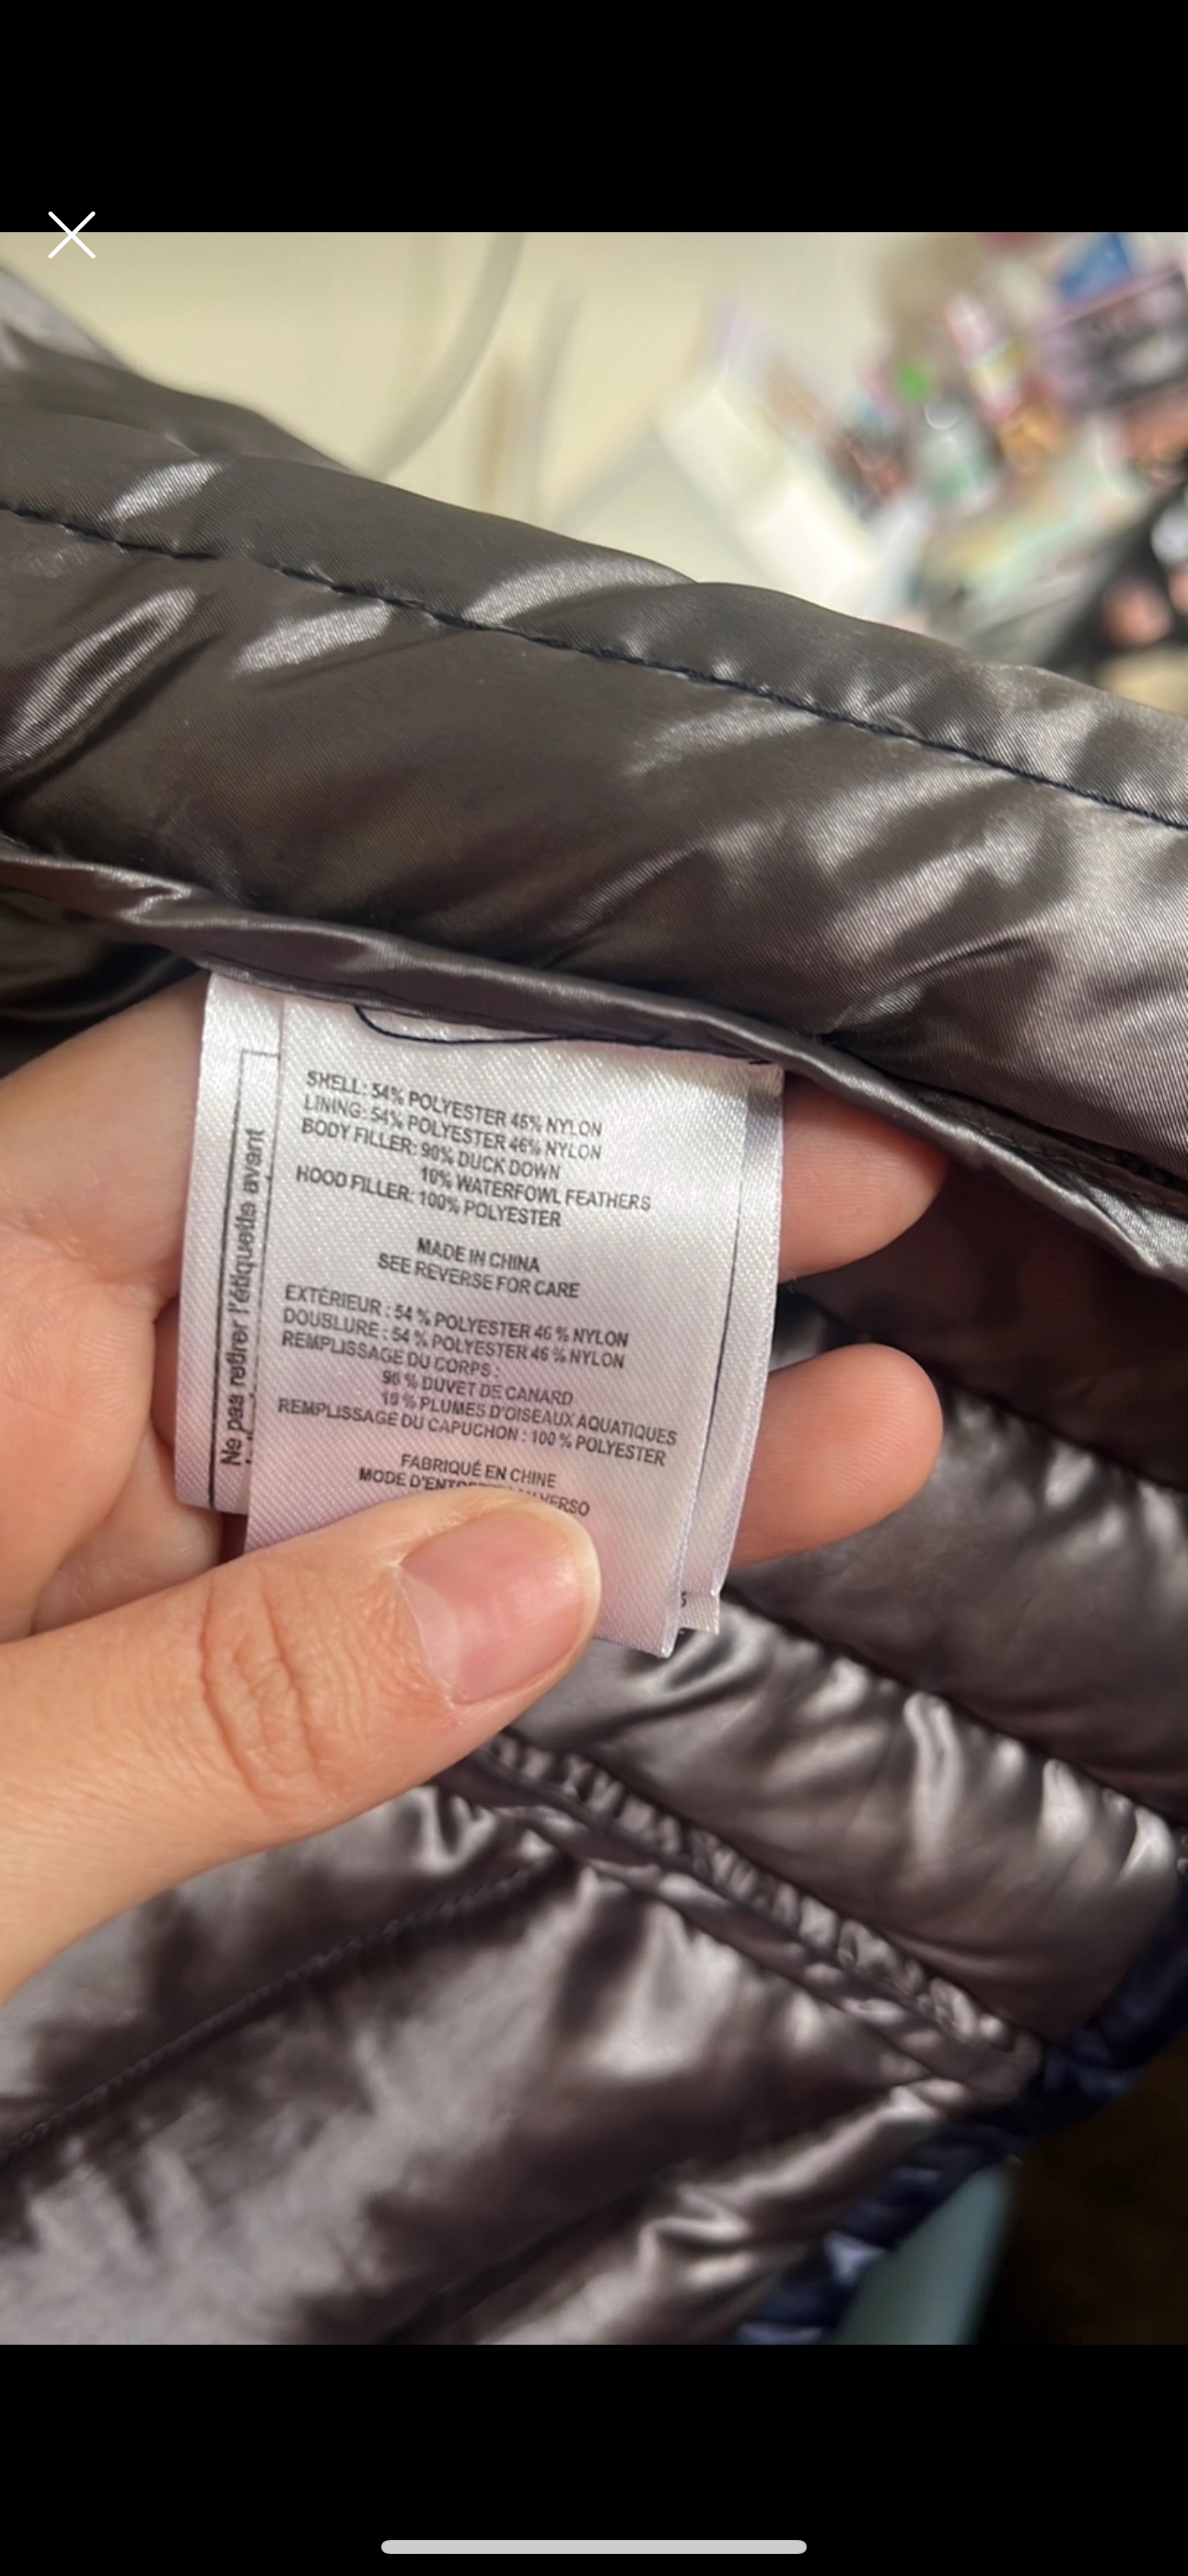 SHELL: 54% POLYESTER 46% NYLON
LINING: 54% POLYESTER 46% NYLON
BODY FILLER: 90% DUCK DOWN
10% WATERFOWL FEATHERS
HOOD FILLER: 100% POLYESTER
MADE IN CHINA
SEE REVERSE FOR CARE
EXTÉRIEUR : 54 % POLYESTER 46 % NYLON
DOUBLURE : 54 % POLYESTER 46 % NYLON
REMPLISSAGE DU CORPS :
90 % DUVET DE CANARD
10 % PLUMES D'OISEAUX AQUATIQUES
REMPLISSAGE DU CAPUCHON : 100 % POLYESTER
FABRIQUÉ EN CHINE
MODE VERSO
Ne pas retirer l'étiquette avant